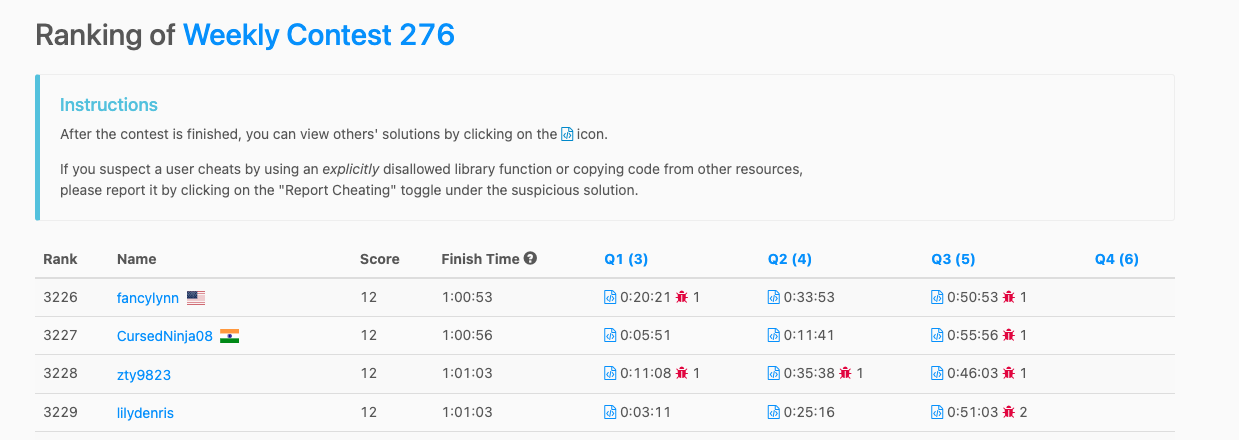 Ranking of Weekly Contest 276
Instructions
After the contest is finished, you can view others' solutions by clicking on the icon.
If you suspect a user cheats by using an explicitly disallowed library function or copying code from other resources,
please report it by clicking on the "Report Cheating" toggle under the suspicious solution.
Rank Name Score Finish Time Q1 (3) Q2 (4) Q3 (5) Q4 (6)
3226 fancylynn 12 1:00:53 0:20:21 1 0:33:53 0:50:53 1
3227 CursedNinja08 12 1:00:56 0:05:51 0:11:41 0:55:56 1
3228 zty9823 12 1:01:03 0:11:08 1 0:35:38 1 0:46:03 1
3229 lilydenris 12 1:01:03 0:03:11 0:25:16 0:51:03 2